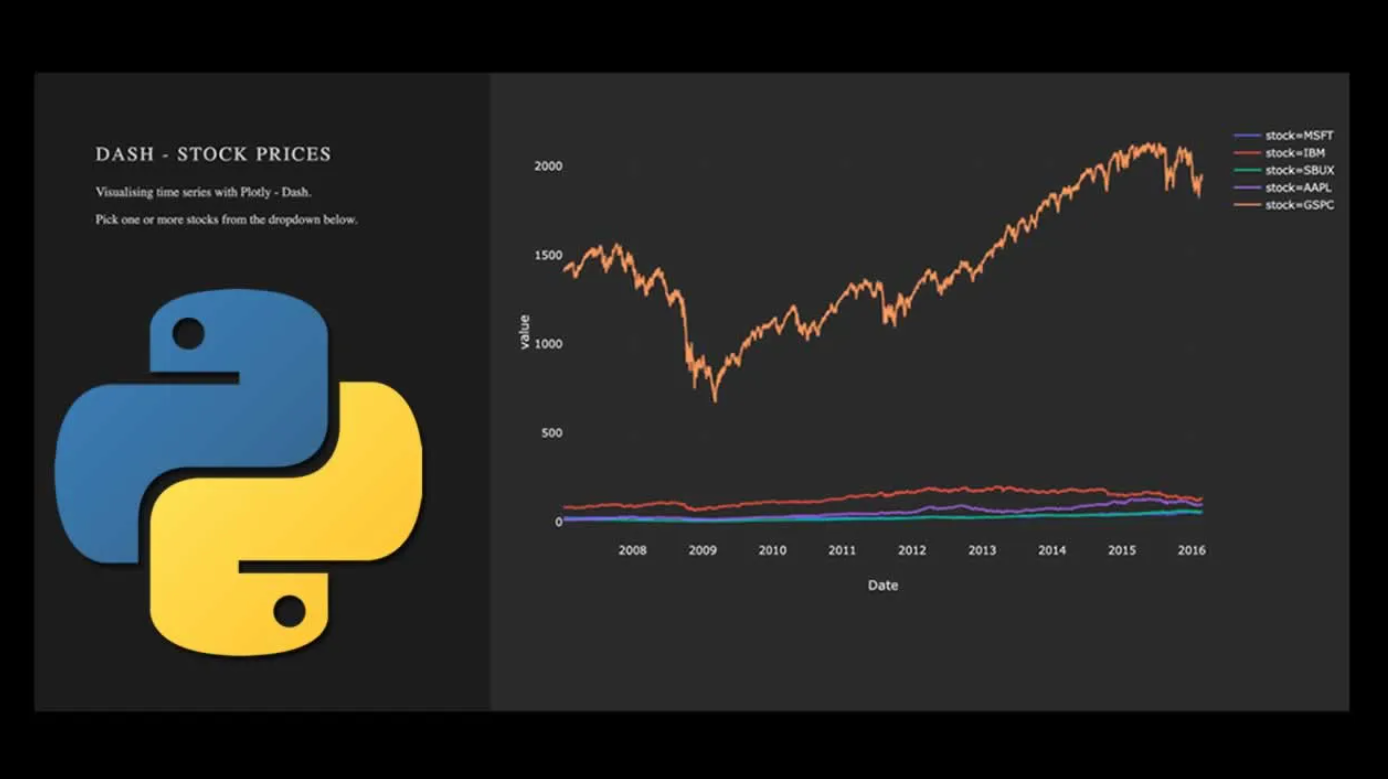 DASH - STOCK PRICES
Visualising time series with Plotly - Dash.
Pick one or more stocks from the dropdown below.
2000
1500
1000
500
0
value
2008 2009 2010 2011 2012 2013 2014 2015 2016
Date
stock=MSFT
stock=IBM
stock=SBUX
stock=AAPL
stock=GSPC